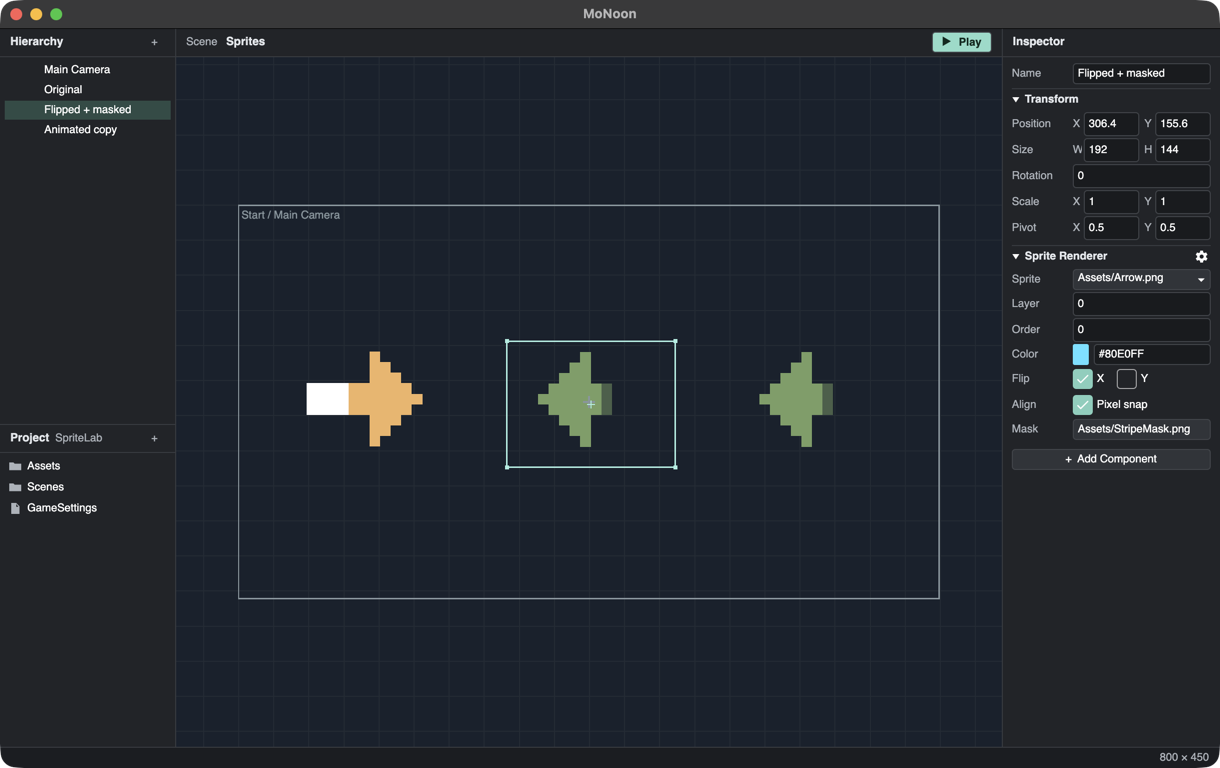 MoNoon
Hierarchy +
Main Camera
Original
Flipped + masked
Animated copy
Project SpriteLab +
Assets
Scenes
GameSettings
Scene Sprites Play
Start / Main Camera
Inspector
Name Flipped + masked
Transform
Position X 306.4 Y 155.6
Size W 192 H 144
Rotation 0
Scale X 1 Y 1
Pivot X 0.5 Y 0.5
Sprite Renderer
Sprite Assets/Arrow.png
Layer 0
Order 0
Color #80E0FF
Flip X Y
Align Pixel snap
Mask Assets/StripeMask.png
+ Add Component
800 × 450